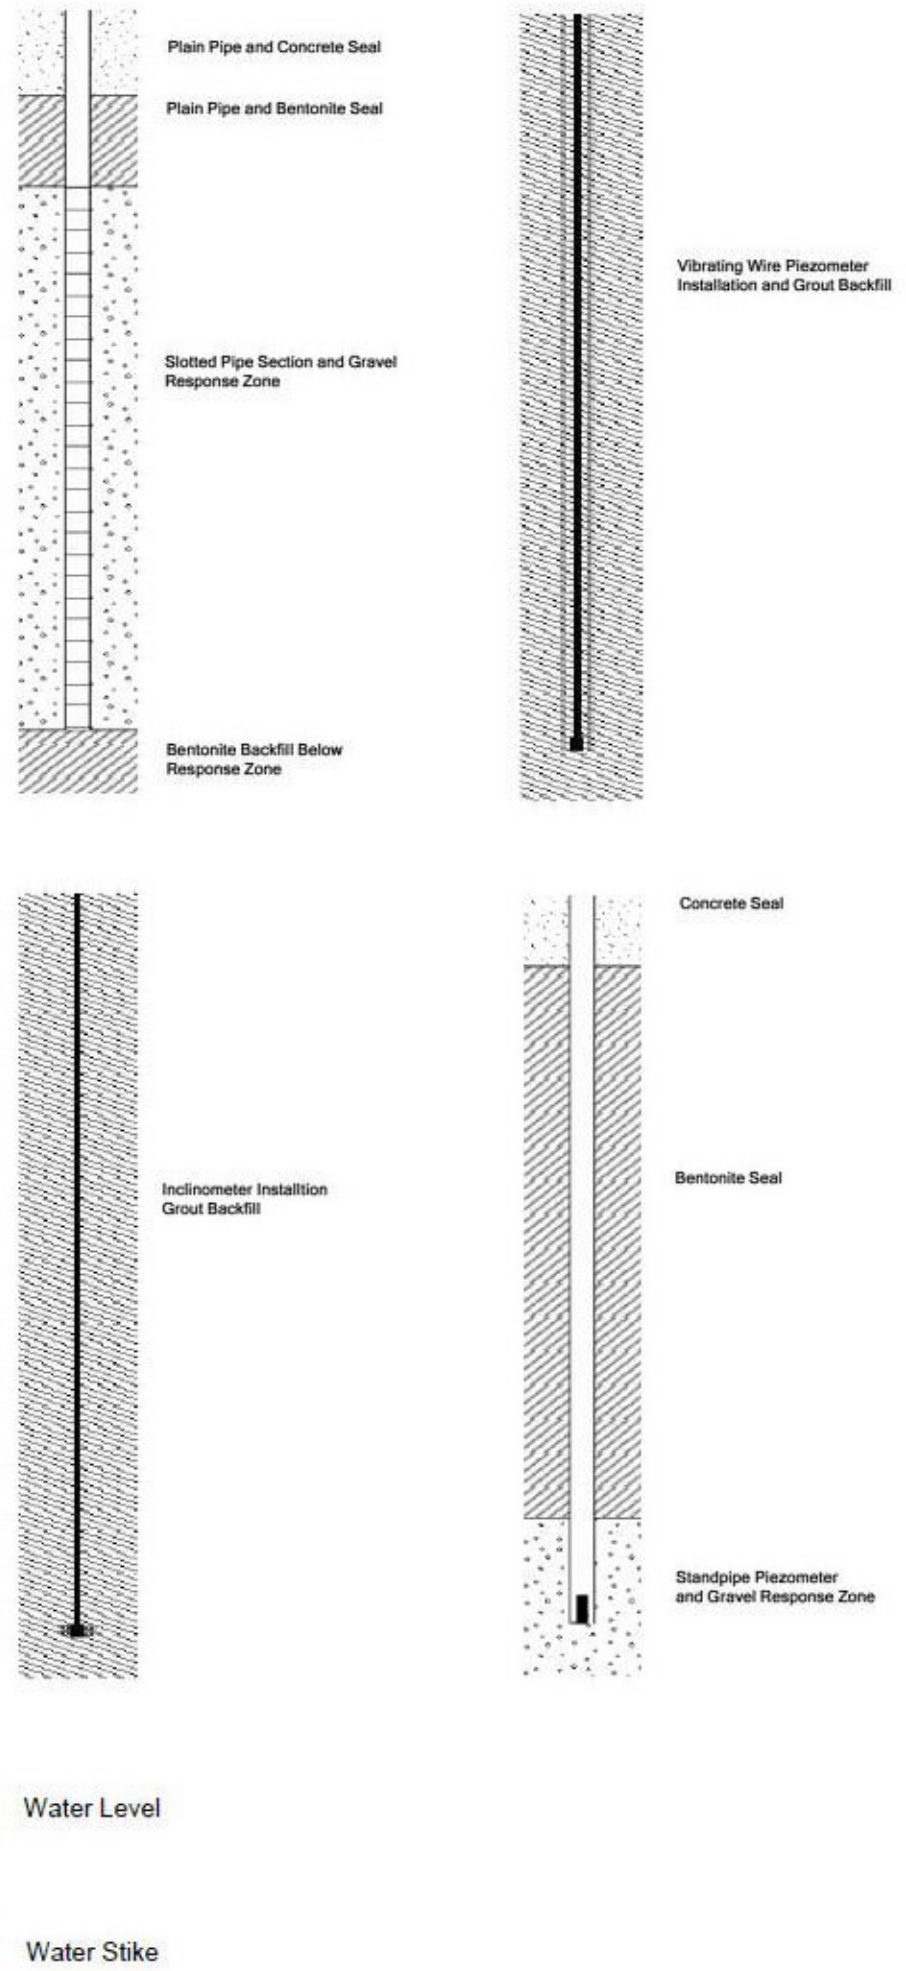 Plain Pipe and Concrete Seal
Plain Pipe and Bentonite Seal
Slotted Pipe Section and Gravel
Response Zone
Bentonite Backfill Below
Response Zone
Vibrating Wire Piezometer
Installation and Grout Backfill
Inclinometer Installtion
Grout Backfill
Concrete Seal
Bentonite Seal
Standpipe Piezometer
and Gravel Response Zone
Water Level
Water Stike